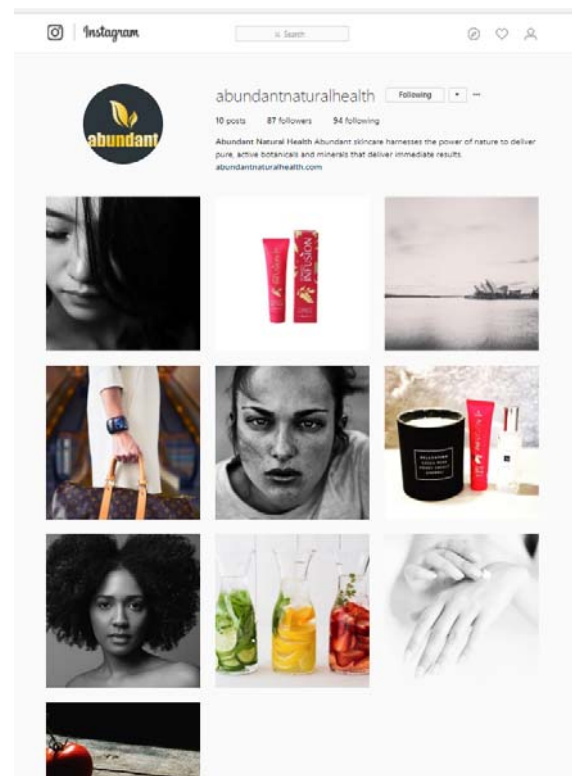 Instagram
Search
abundantnaturalhealth Following
10 posts 87 followers 94 following
Abundant Natural Health Abundant skincare harnesses the power of nature to deliver
pure, active botanicals and minerals that deliver immediate results.
abundantnaturalhealth.com
abundant
INFUSION